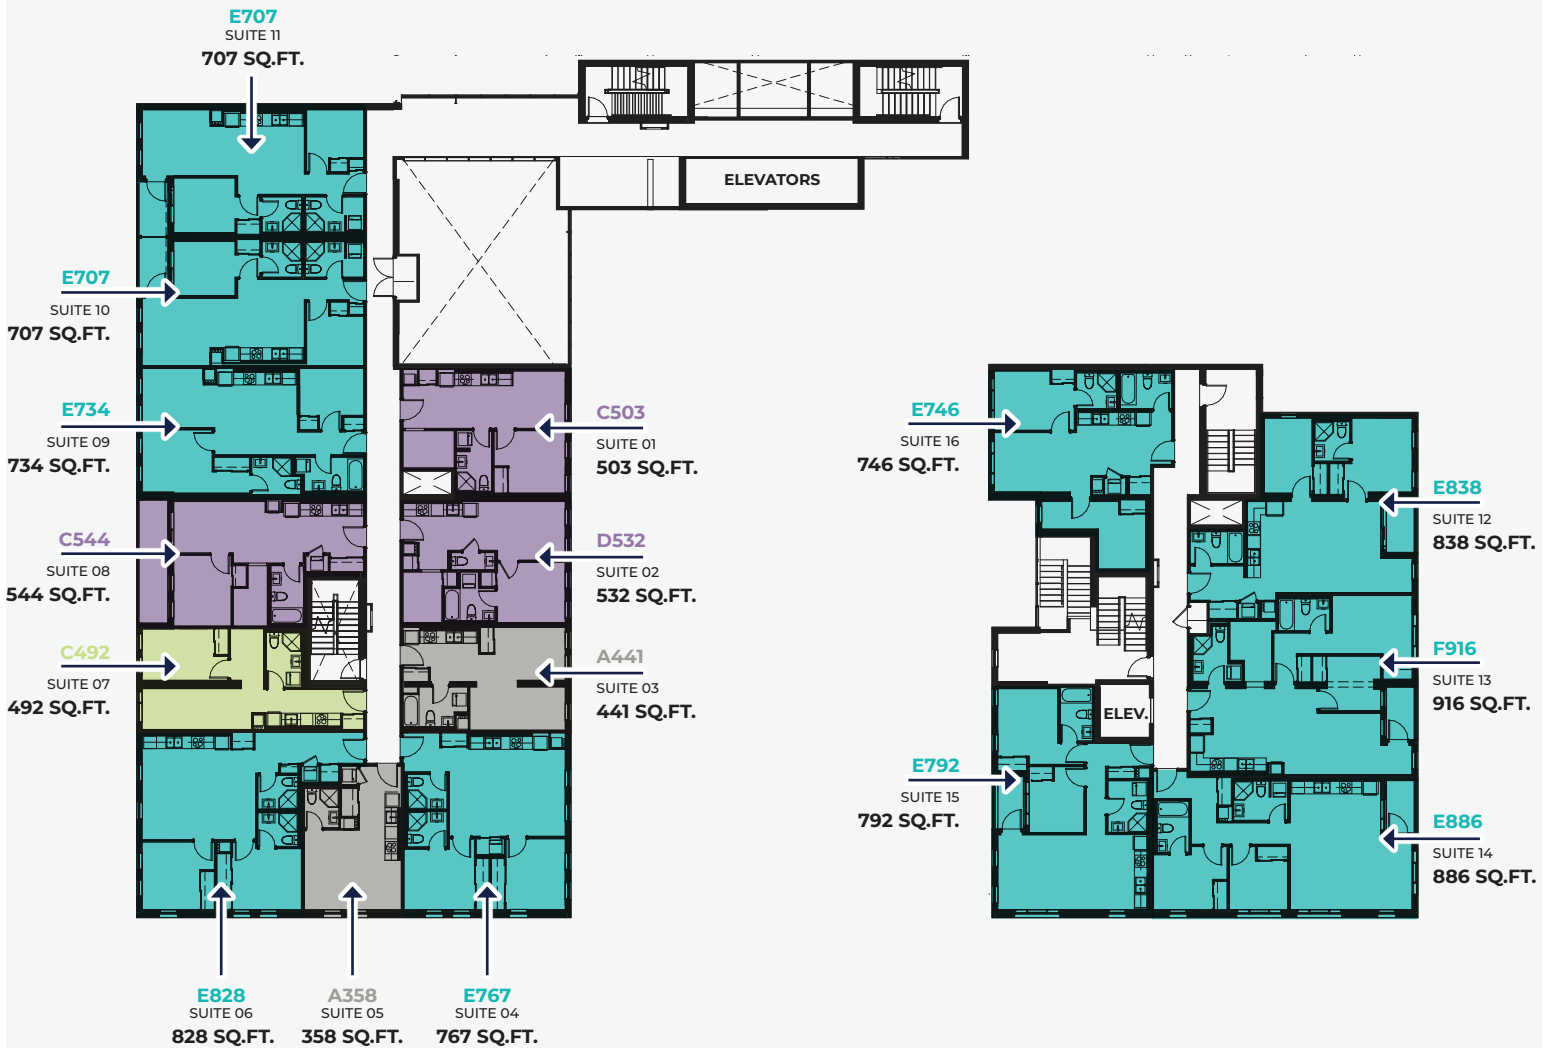 E707
SUITE 11
707 SQ.FT.
ELEVATORS
E707
SUITE 10
707 SQ.FT.
E734
SUITE 09
734 SQ.FT.
C503
SUITE 01
503 SQ.FT.
E746
SUITE 16
746 SQ.FT.
E838
SUITE 12
838 SQ.FT.
C544
SUITE 08
544 SQ.FT.
D532
SUITE 02
532 SQ.FT.
C492
SUITE 07
492 SQ.FT.
A441
SUITE 03
441 SQ.FT.
F916
SUITE 13
916 SQ.FT.
ELEV.
E792
SUITE 15
792 SQ.FT.
E886
SUITE 14
886 SQ.FT.
E828
SUITE 06
828 SQ.FT.
A358
SUITE 05
358 SQ.FT.
E767
SUITE 04
767 SQ.FT.